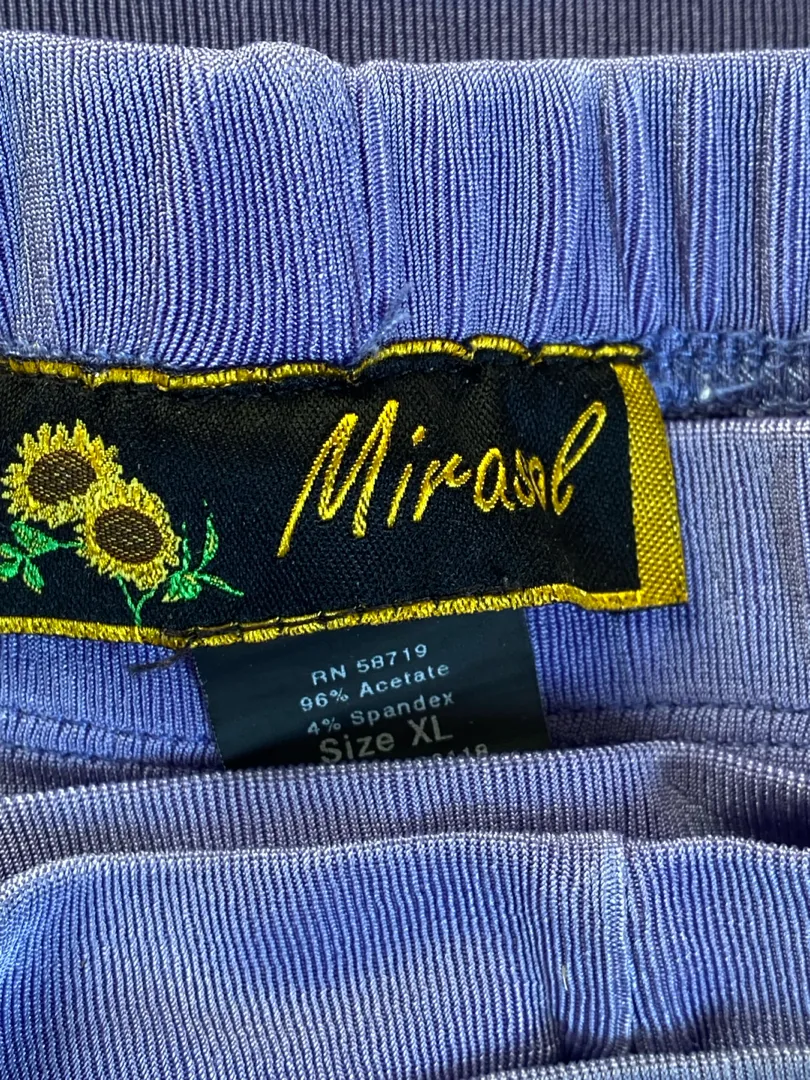 Mirasol
RN 58719
96% Acetate
4% Spandex
Size XL